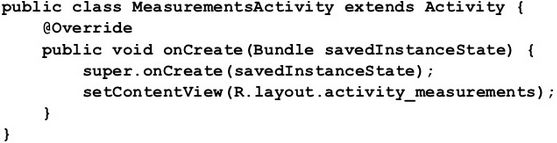 public class MeasurementsActivity extends Activity {
    @Override
    public void onCreate(Bundle savedInstanceState) {
        super.onCreate(savedInstanceState);
        setContentView(R.layout.activity_measurements);
    }
}